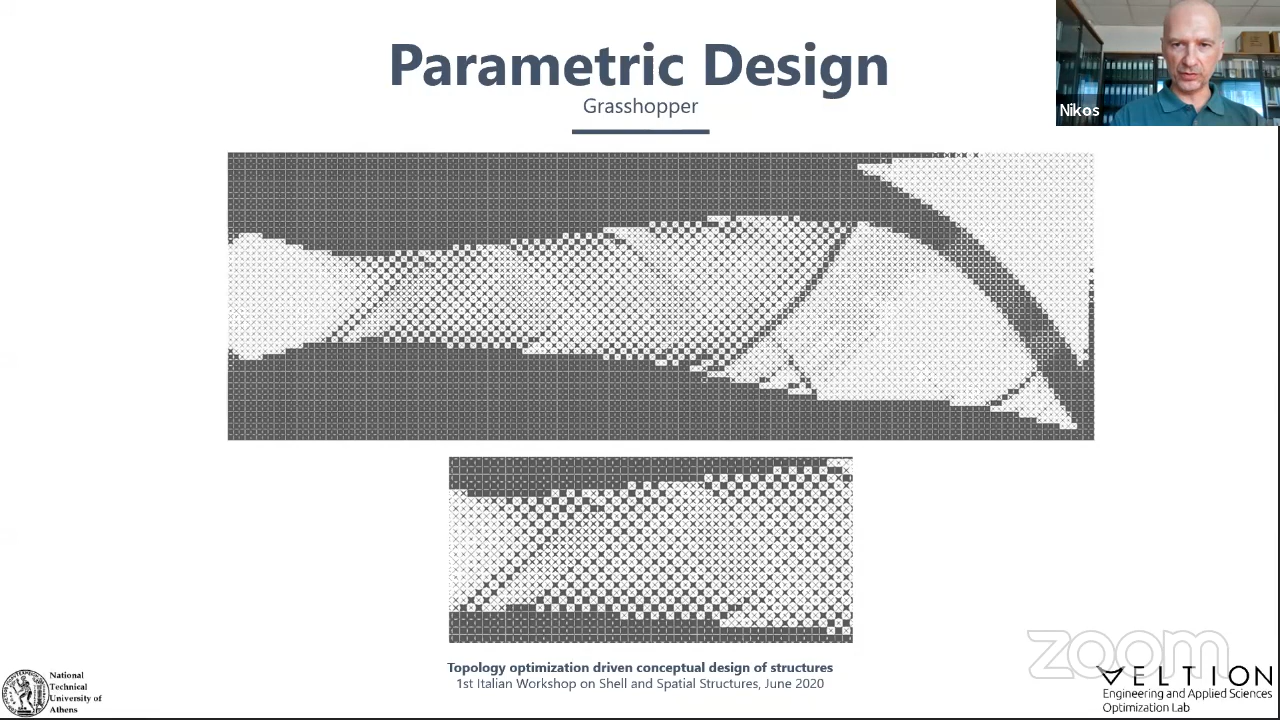 Parametric Design
Grasshopper
Nikos
Topology optimization driven conceptual design of structures
1st Italian Workshop on Shell and Spatial Structures, June 2020
National
Technical
University of
Athens
zoom
VELTION
Engineering and Applied Sciences
Optimization Lab